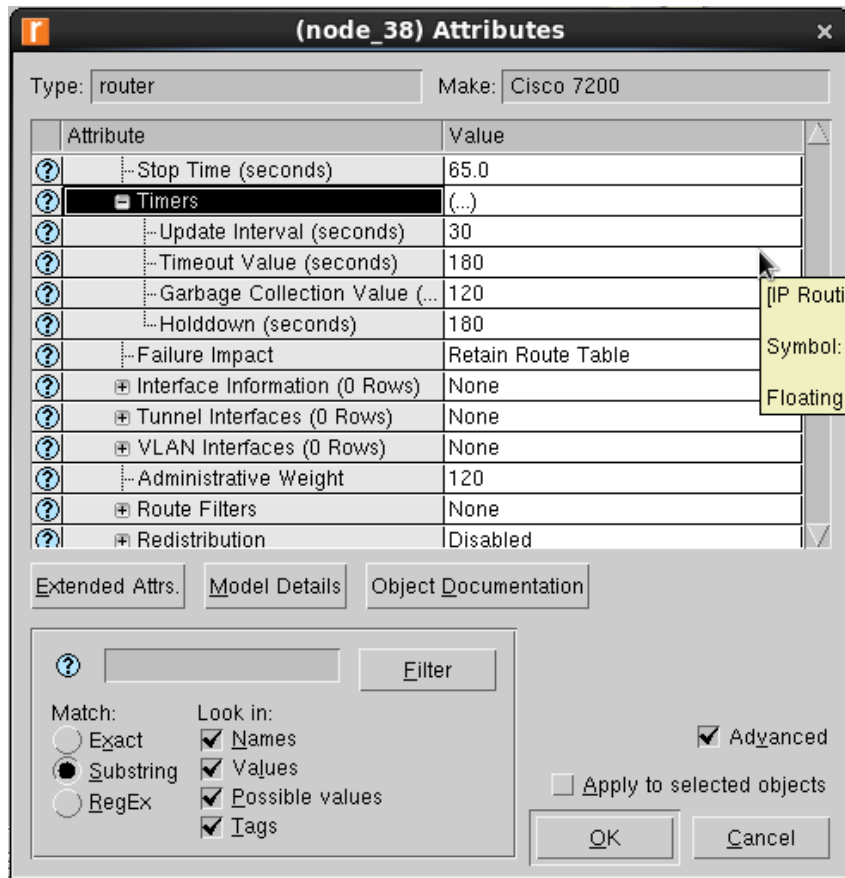 (node_38) Attributes
Type: router Make: Cisco 7200
Attribute Value
Stop Time (seconds) 65.0
Timers (...)
Update Interval (seconds) 30
Timeout Value (seconds) 180
Garbage Collection Value (... 120
Holddown (seconds) 180
Failure Impact Retain Route Table
Interface Information (0 Rows) None
Tunnel Interfaces (0 Rows) None
VLAN Interfaces (0 Rows) None
Administrative Weight 120
Route Filters None
Redistribution Disabled
[IP Routi
Symbol:
Floating
Extended Attrs. Model Details Object Documentation
Filter
Match: Look in:
Exact Names
Substring Values
RegEx Possible values
Tags
Advanced
Apply to selected objects
OK Cancel